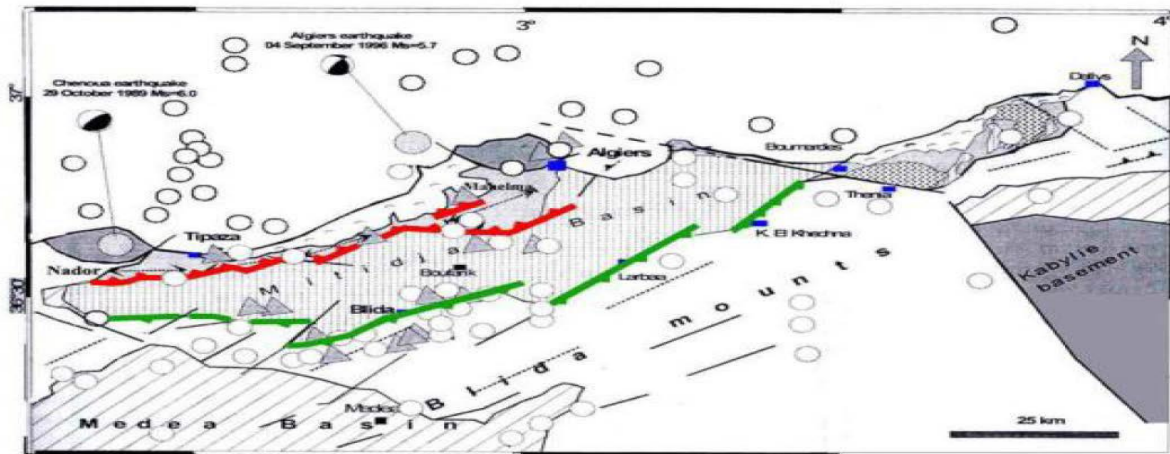 3°
4°
Algiers earthquake
04 September 1996 Ms=5.7
N
Chenoua earthquake
29 October 1989 Ms=6.0
37°
Dellys
Algiers
Boumerdes
Mahelma
Thenia
Tipaza
K. El Khechna
Nador
Mitidja Basin
Boufarik
Larbaa
Kabylie
basement
36°30
Blida
Blida mounts
Medea
Medea Basin
25 km